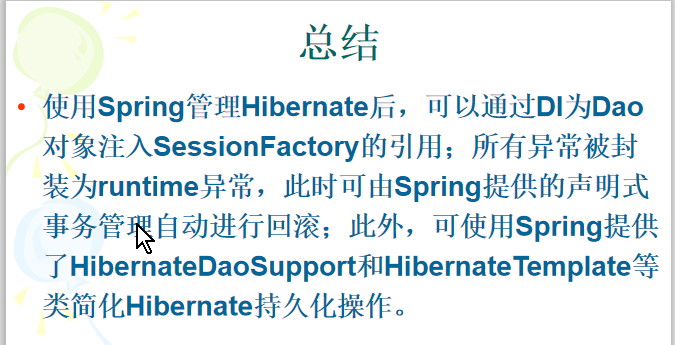 总结
使用Spring管理Hibernate后，可以通过DI为Dao
对象注入SessionFactory的引用；所有异常被封
装为runtime异常，此时可由Spring提供的声明式
事务管理自动进行回滚；此外，可使用Spring提供
了HibernateDaoSupport和HibernateTemplate等
类简化Hibernate持久化操作。